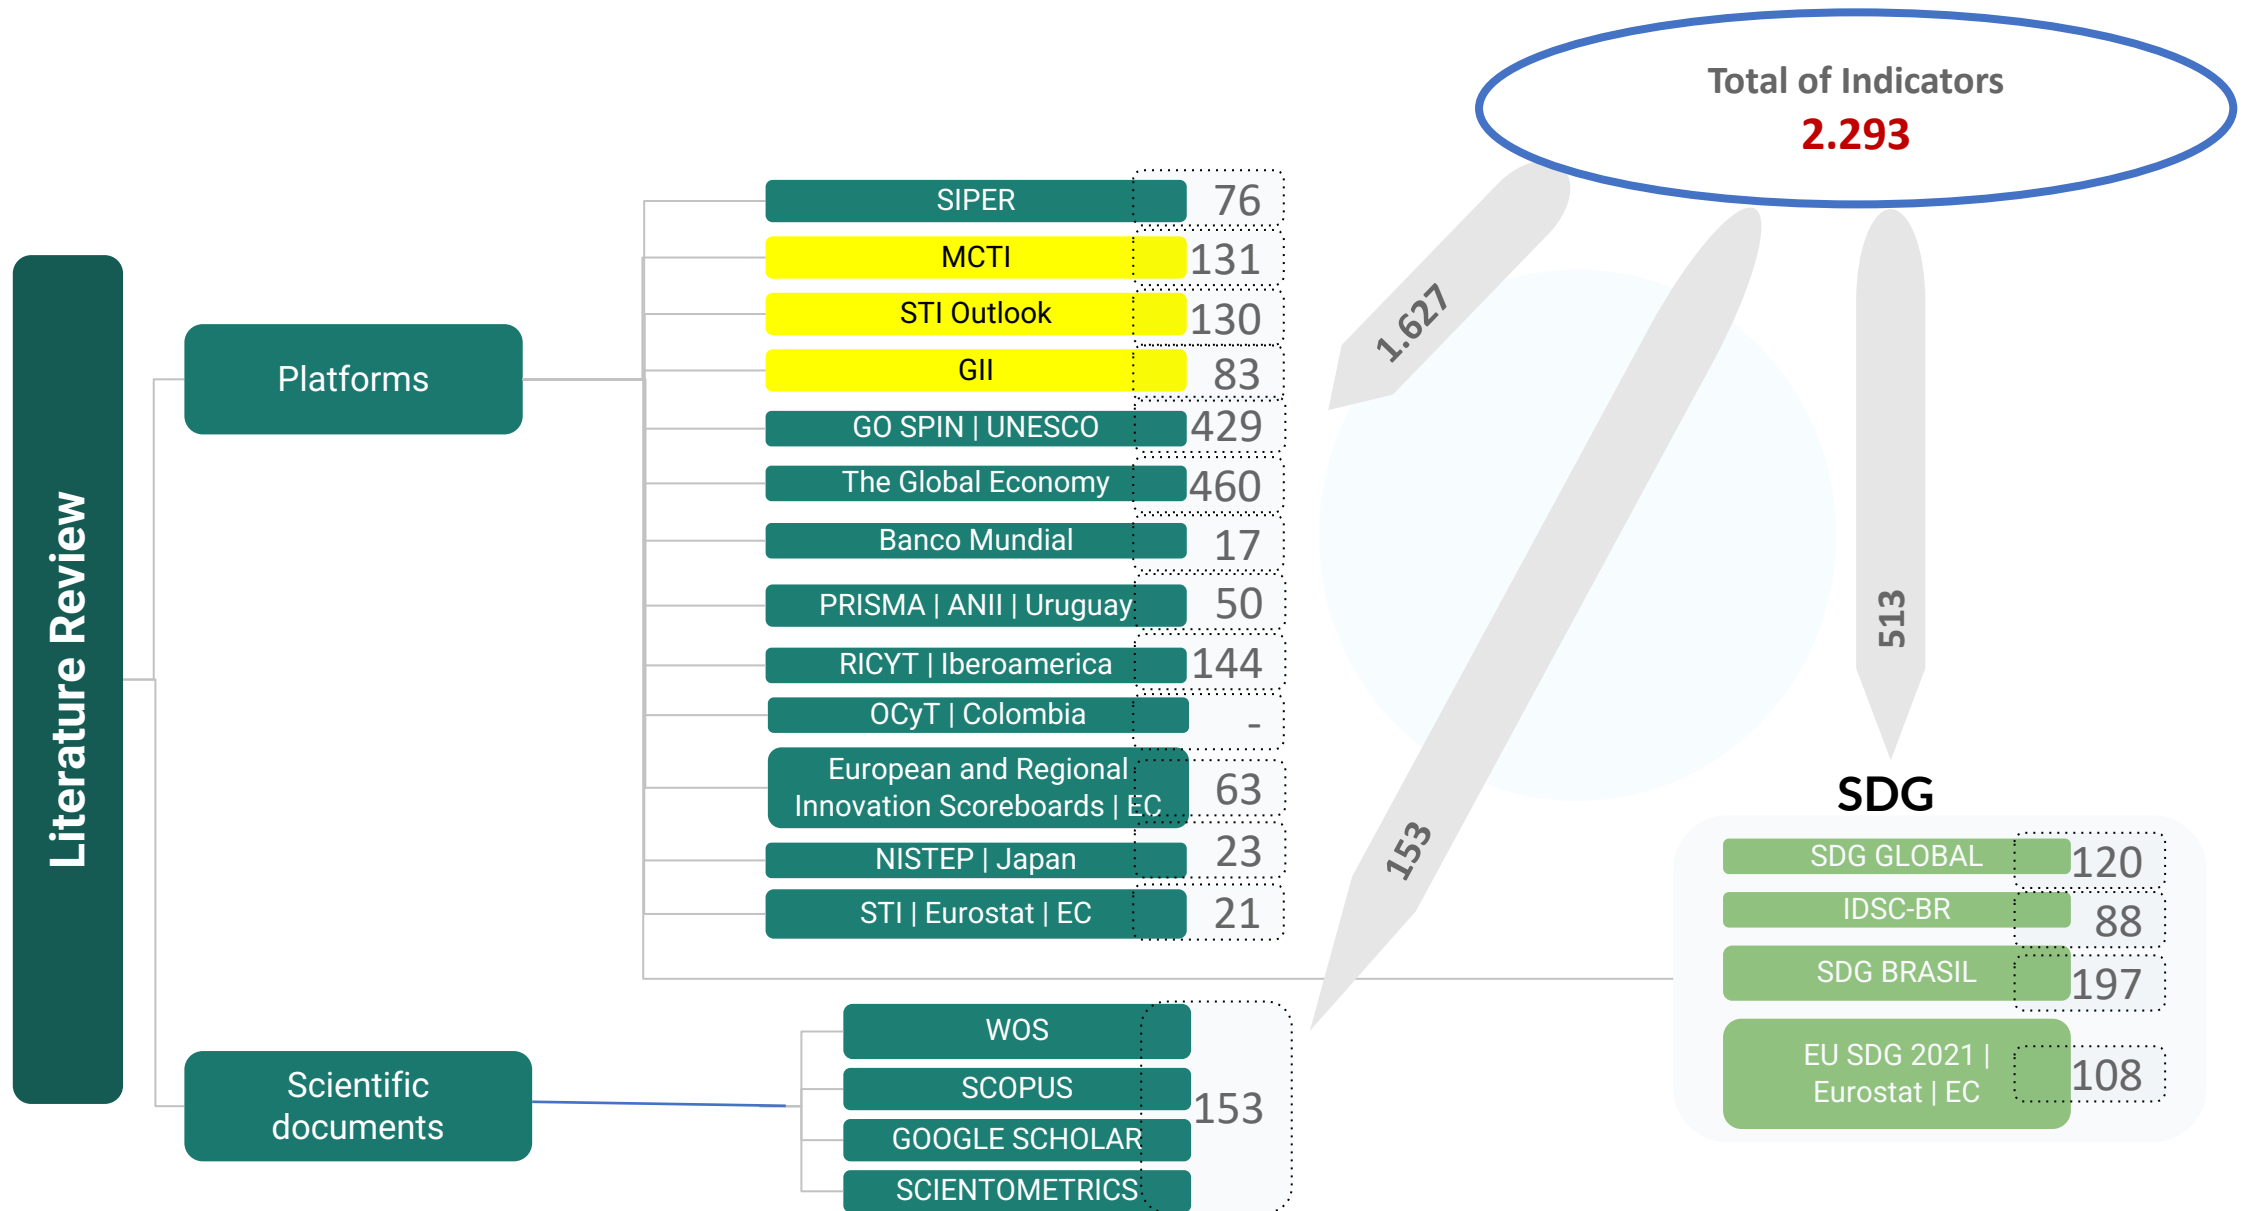 Total of Indicators
2.293
Literature Review
Platforms
SIPER 76
MCTI 131
STI Outlook 130
GII 83
GO SPIN | UNESCO 429
The Global Economy 460
Banco Mundial 17
PRISMA | ANII | Uruguay 50
RICYT | Iberoamerica 144
OCyT | Colombia -
European and Regional
Innovation Scoreboards | EC 63
NISTEP | Japan 23
STI | Eurostat | EC 21
Scientific
documents
WOS
SCOPUS
GOOGLE SCHOLAR
SCIENTOMETRICS
153
1.627
153
513
SDG
SDG GLOBAL 120
IDSC-BR 88
SDG BRASIL 197
EU SDG 2021 |
Eurostat | EC 108